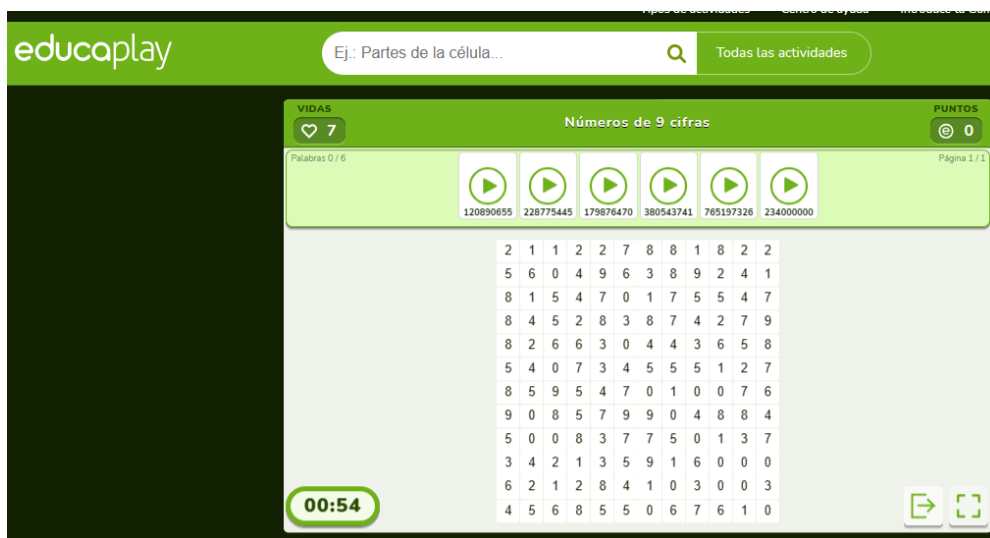 educaplay
Ej.: Partes de la célula...
Todas las actividades
VIDAS
7
Números de 9 cifras
PUNTOS
0
Palabras 0 / 6
Página 1 / 1
120890655 228775445 179876470 380543741 765197326 234000000
2 1 1 2 2 7 8 8 1 8 2 2
5 6 0 4 9 6 3 8 9 2 4 1
8 1 5 4 7 0 1 7 5 5 4 7
8 4 5 2 8 3 8 7 4 2 7 9
8 2 6 6 3 0 4 4 3 6 5 8
5 4 0 7 3 4 5 5 5 1 2 7
8 5 9 5 4 7 0 1 0 0 7 6
9 0 8 5 7 9 9 0 4 8 8 4
5 0 0 8 3 7 7 5 0 1 3 7
3 4 2 1 3 5 9 1 6 0 0 0
6 2 1 2 8 4 1 0 3 0 0 3
4 5 6 8 5 5 0 6 7 6 1 0
00:54